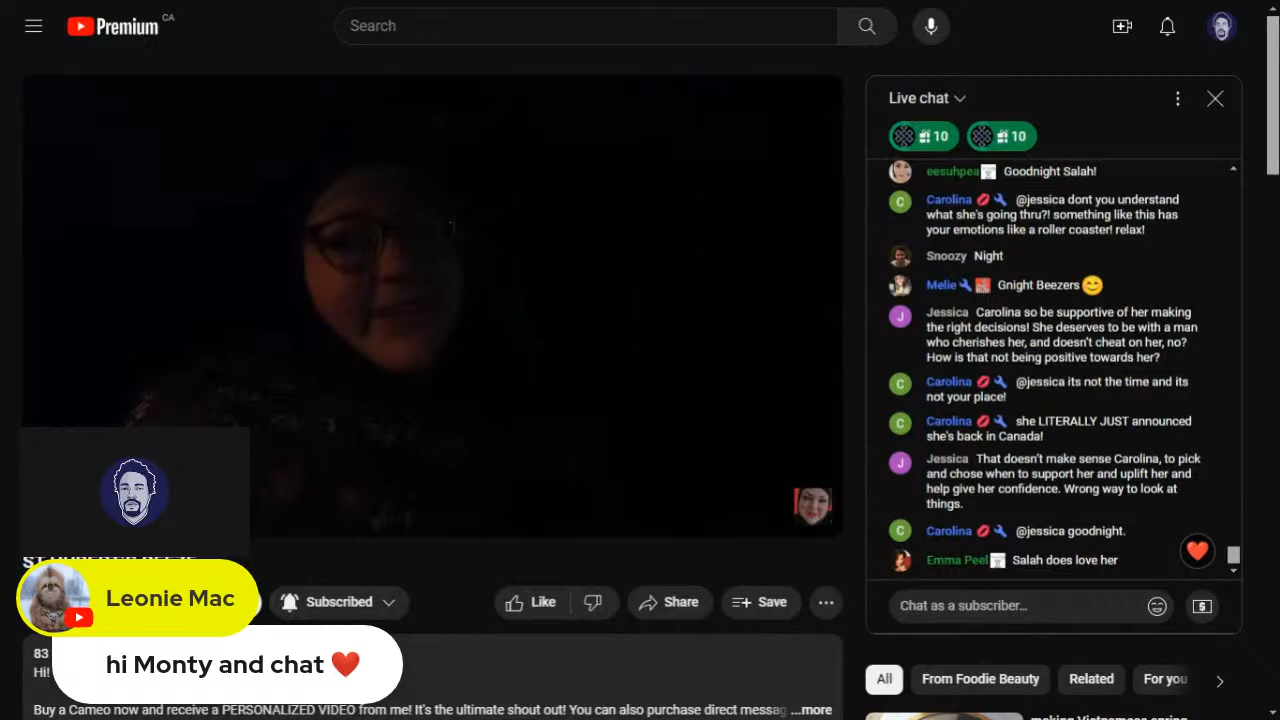 Premium CA
Search
Live chat
10 10
eesuhpea Goodnight Salah!
Carolina @jessica dont you understand
what she's going thru?! something like this has
your emotions like a roller coaster! relax!
Snoozy Night
Melie Gnight Beezers 😊
J Jessica Carolina so be supportive of her making
the right decisions! She deserves to be with a man
who cherishes her, and doesn't cheat on her, no?
How is that not being positive towards her?
C Carolina @jessica its not the time and its
not your place!
C Carolina she LITERALLY JUST announced
she's back in Canada!
J Jessica That doesn't make sense Carolina, to pick
and chose when to support her and uplift her and
help give her confidence. Wrong way to look at
things.
C Carolina @jessica goodnight.
Emma Peel Salah does love her
Chat as a subscriber...
Subscribed
Like
Share
Save
Leonie Mac
hi Monty and chat ❤️
83
Hi!
Buy a Cameo now and receive a PERSONALIZED VIDEO from me! It's the ultimate shout out! You can also purchase direct messag ...more
All From Foodie Beauty Related For you
making Vietnamese spring